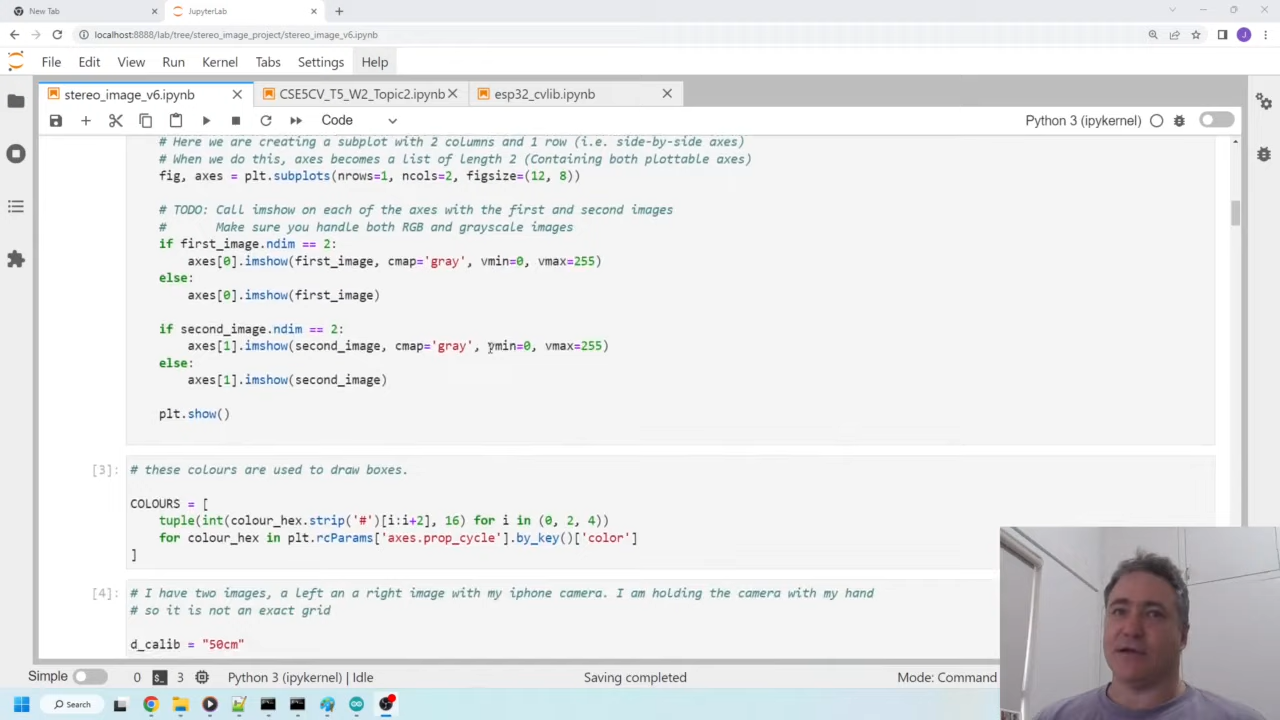 New Tab
JupyterLab
localhost:8888/lab/tree/stereo_image_project/stereo_image_v6.ipynb
J
File Edit View Run Kernel Tabs Settings Help
stereo_image_v6.ipynb
CSE5CV_T5_W2_Topic2.ipynb
esp32_cvlib.ipynb
Code
Python 3 (ipykernel)
# Here we are creating a subplot with 2 columns and 1 row (i.e. side-by-side axes)
# When we do this, axes becomes a list of length 2 (Containing both plottable axes)
fig, axes = plt.subplots(nrows=1, ncols=2, figsize=(12, 8))
# TODO: Call imshow on each of the axes with the first and second images
#       Make sure you handle both RGB and grayscale images
if first_image.ndim == 2:
axes[0].imshow(first_image, cmap='gray', vmin=0, vmax=255)
else:
axes[0].imshow(first_image)
if second_image.ndim == 2:
axes[1].imshow(second_image, cmap='gray', vmin=0, vmax=255)
else:
axes[1].imshow(second_image)
plt.show()
[3]: # these colours are used to draw boxes.
COLOURS = [
tuple(int(colour_hex.strip('#')[i:i+2], 16) for i in (0, 2, 4))
for colour_hex in plt.rcParams['axes.prop_cycle'].by_key()['color']
]
[4]: # I have two images, a left an a right image with my iphone camera. I am holding the camera with my hand
# so it is not an exact grid
d_calib = "50cm"
Simple 0 3 Python 3 (ipykernel) | Idle Saving completed Mode: Command
Search